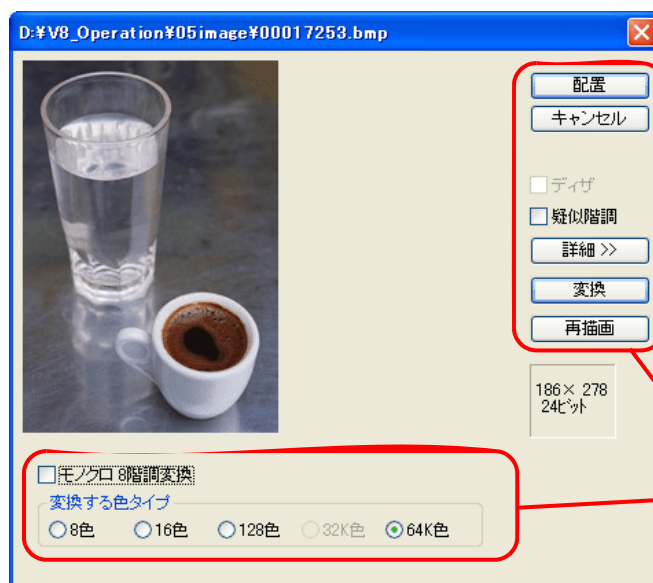 D:¥V8_Operation¥05image¥00017253.bmp
配置
キャンセル
ディザ
疑似階調
詳細 >>
変換
再描画
186× 278
24ﾋﾞｯﾄ
モノクロ 8階調変換
変換する色タイプ
8色 16色 128色 32K色 64K色